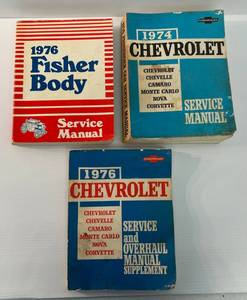 1976
Fisher
Body
Service
Manual
1974
CHEVROLET
CHEVROLET
CHEVELLE
CAMARO
MONTE CARLO
NOVA
CORVETTE
SERVICE
MANUAL
1976
CHEVROLET
CHEVROLET
CHEVELLE
CAMARO
MONTE CARLO
NOVA
CORVETTE
SERVICE
and
OVERHAUL
MANUAL
SUPPLEMENT